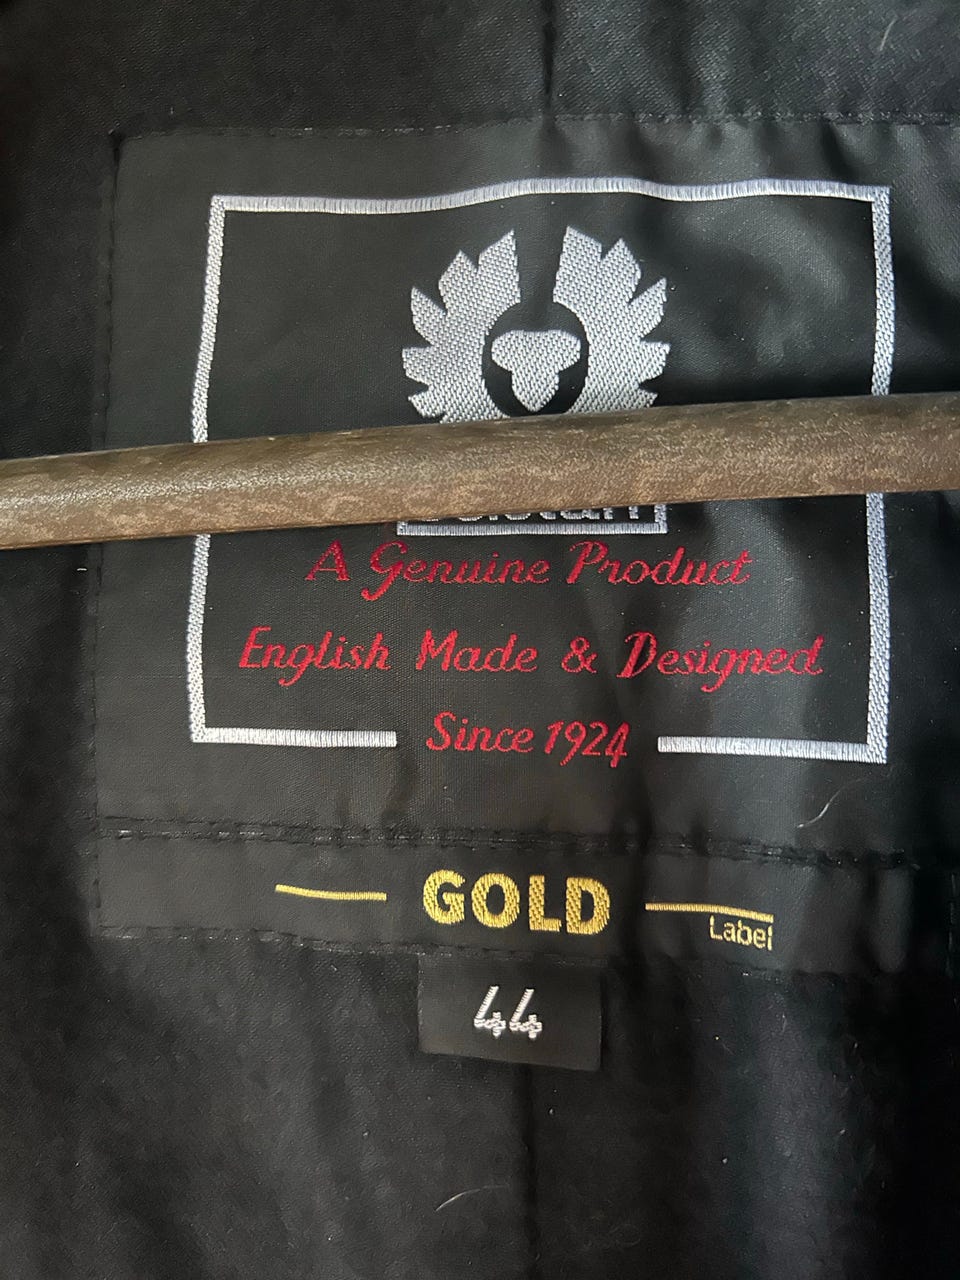 A Genuine Product
English Made & Designed
Since 1924
GOLD
Label
44